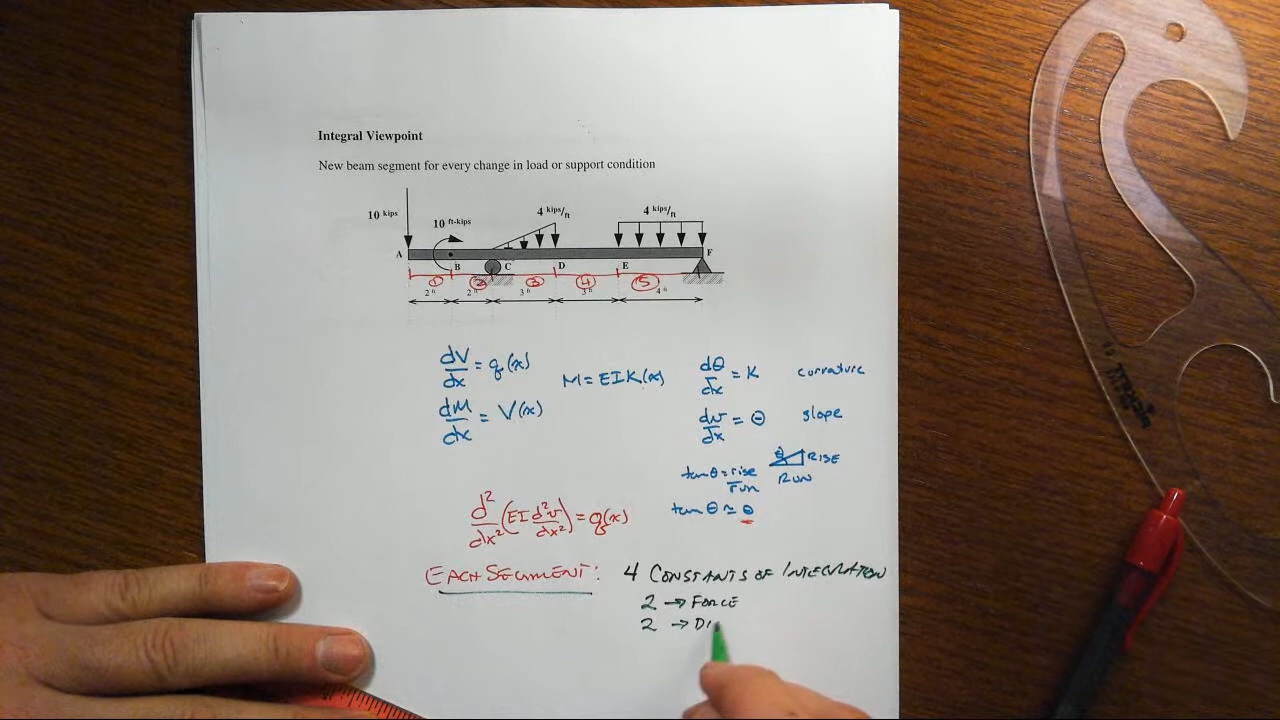 Integral Viewpoint
New beam segment for every change in load or support condition
10 kips
10 ft-kips
4 kips/ft
4 kips/ft
A B C D E F
1 2 3 4 5
2 ft 2 ft 3 ft 3 ft 4 ft
dV/dx = q(x)
M = EIK(x)
dθ/dx = K curvature
dM/dx = V(x)
dv/dx = θ slope
tan θ = rise/run
θ RISE
RUN
tan θ ≈ θ
d²/dx² (EI d²v/dx²) = q(x)
EACH SEGMENT: 4 CONSTANTS OF INTEGRATION
2 → FORCE
2 → DI